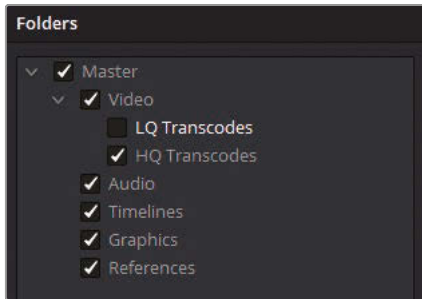 Folders
Master
Video
LQ Transcodes
HQ Transcodes
Audio
Timelines
Graphics
References